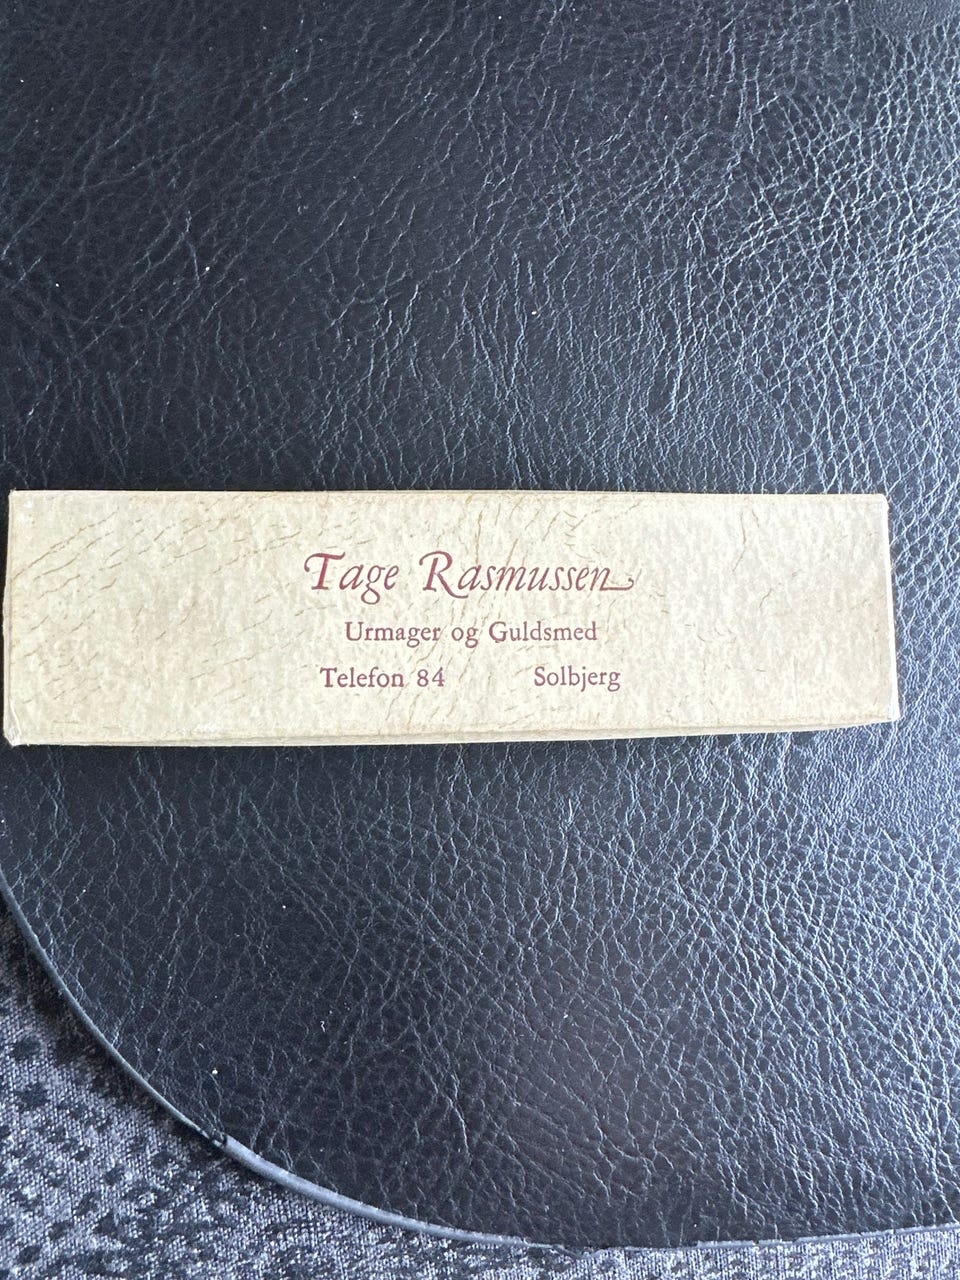 Tage Rasmussen
Urmager og Guldsmed
Telefon 84 Solbjerg